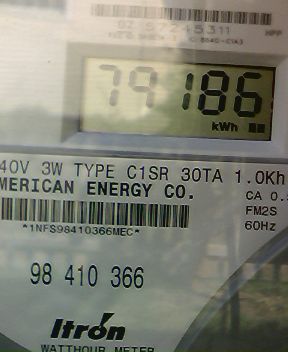 79186
kWh
40V 3W TYPE C1SR 30TA 1.0Kh
MERICAN ENERGY CO.
CA 0.
FM2S
60Hz
*1NFS98410366MEC*
98 410 366
Itrón
WATTHOUR METER